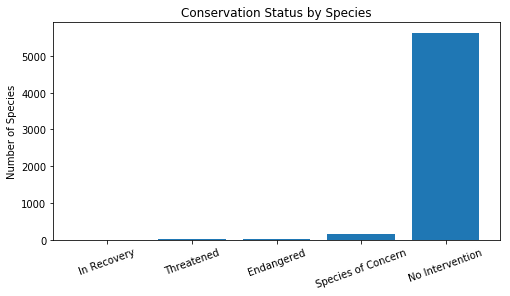 Conservation Status by Species
Number of Species
5000
4000
3000
2000
1000
0
In Recovery
Threatened
Endangered
Species of Concern
No Intervention